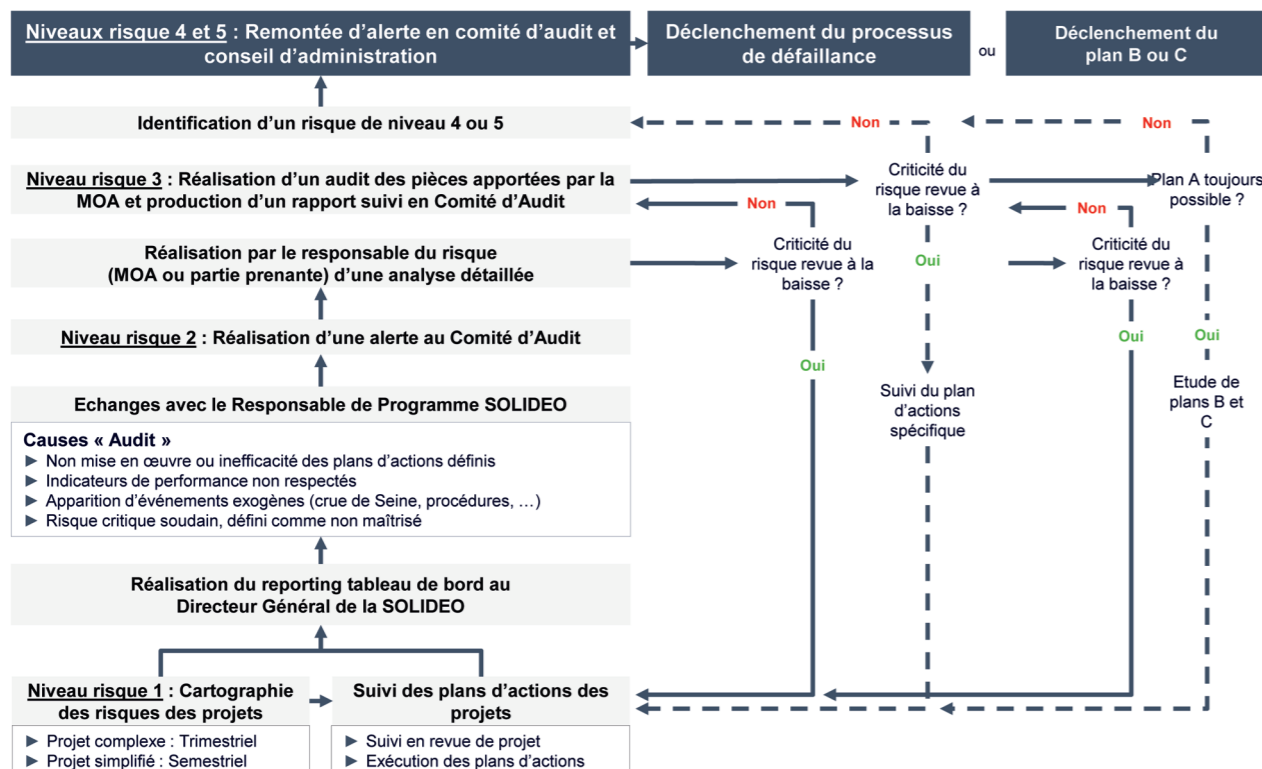 Niveaux risque 4 et 5 : Remontée d'alerte en comité d'audit et
conseil d'administration
Déclenchement du processus
de défaillance
ou
Déclenchement du
plan B ou C
Identification d'un risque de niveau 4 ou 5
Non
Non
Niveau risque 3 : Réalisation d'un audit des pièces apportées par la
MOA et production d'un rapport suivi en Comité d'Audit
Criticité du
risque revue à
la baisse ?
Plan A toujours
possible ?
Non
Non
Réalisation par le responsable du risque
(MOA ou partie prenante) d'une analyse détaillée
Criticité du
risque revue à la
baisse ?
Oui
Criticité du
risque revue à
la baisse ?
Niveau risque 2 : Réalisation d'une alerte au Comité d'Audit
Oui
Oui
Oui
Echanges avec le Responsable de Programme SOLIDEO
Suivi du plan
d'actions
spécifique
Etude de
plans B et
C
Causes « Audit »
► Non mise en œuvre ou inefficacité des plans d'actions définis
► Indicateurs de performance non respectés
► Apparition d'événements exogènes (crue de Seine, procédures, …)
► Risque critique soudain, défini comme non maîtrisé
Réalisation du reporting tableau de bord au
Directeur Général de la SOLIDEO
Niveau risque 1 : Cartographie
des risques des projets
Suivi des plans d'actions des
projets
► Projet complexe : Trimestriel
► Projet simplifié : Semestriel
► Suivi en revue de projet
► Exécution des plans d'actions